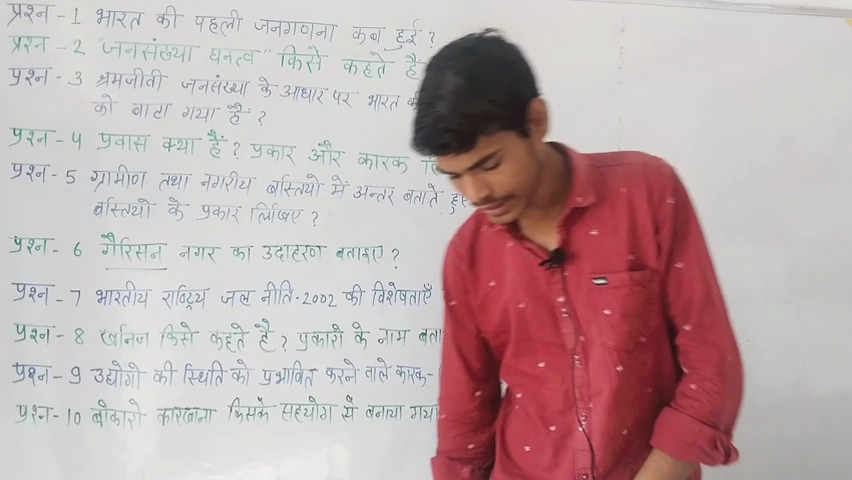 प्रश्न - 1 भारत की पहली जनगणना कब हुई ?
प्रश्न - 2 "जनसंख्या घनत्व" किसे कहते हैं
प्रश्न - 3 श्रमजीवी जनसंख्या के आधार पर भारत
को बाटा गया है ?
प्रश्न - 4 प्रवास क्या हैं ? प्रकार और कारक
प्रश्न - 5 ग्रामीण तथा नगरीय बस्तियो में अन्तर बताते
बस्तियो के प्रकार लिखिए ?
प्रश्न - 6 गैरिसन नगर का उदाहरण बताइए ?
प्रश्न - 7 भारतीय राष्ट्रिय जल नीति-2002 की विशेषताएँ
प्रश्न - 8 खनिज किसे कहते है ? प्रकारो के नाम
प्रश्न - 9 उद्योगो की स्थिति को प्रभावित करने वाले कारक-
प्रश्न - 10 बोकारो कारखाना किसके सहयोग से बनाया गया